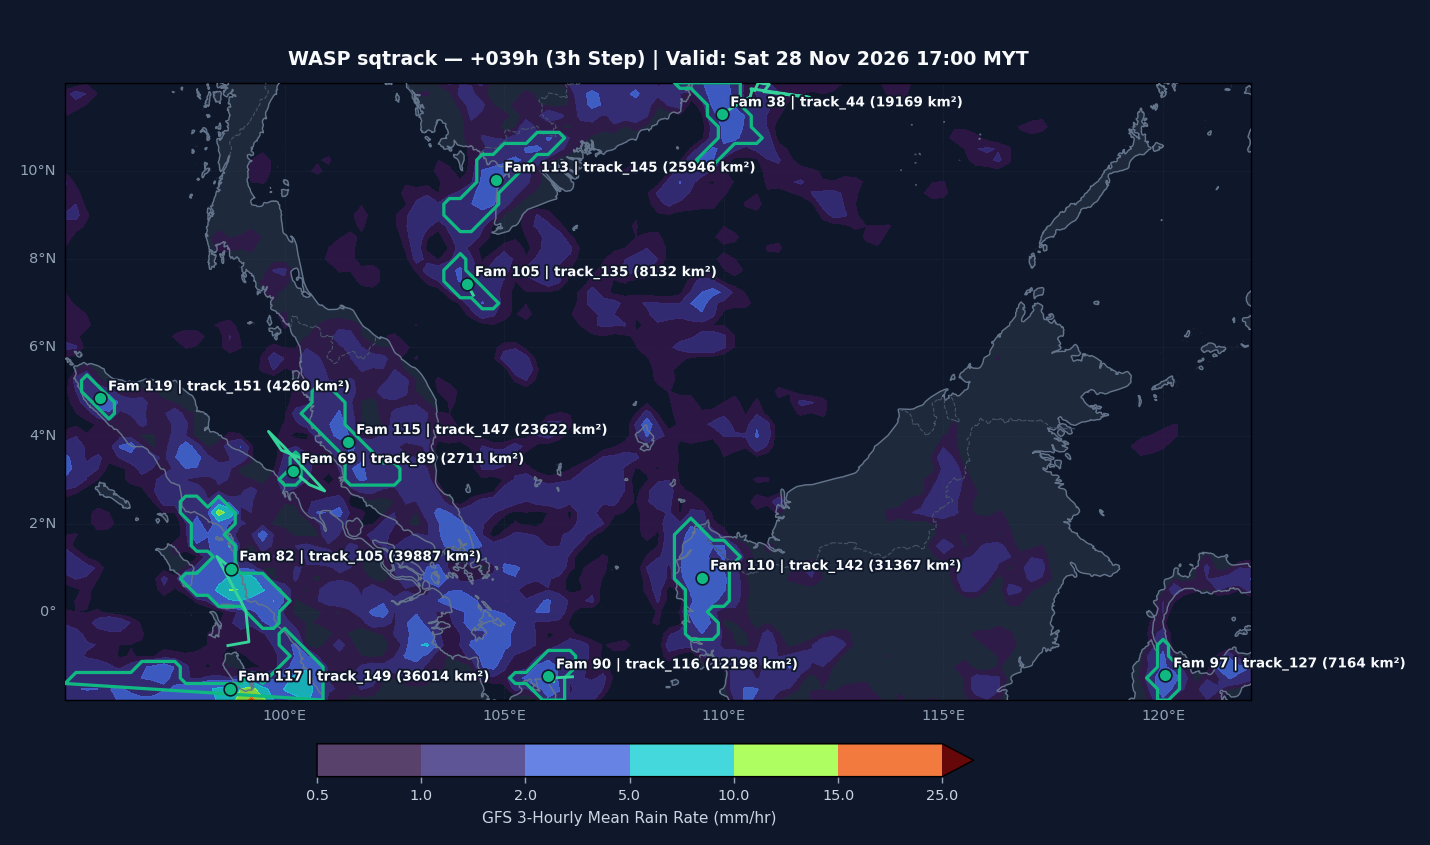 WASP sqtrack — +039h (3h Step) | Valid: Sat 28 Nov 2026 17:00 MYT
Fam 38 | track_44 (19169 km²)
10°N
Fam 113 | track_145 (25946 km²)
8°N
Fam 105 | track_135 (8132 km²)
6°N
Fam 119 | track_151 (4260 km²)
4°N
Fam 115 | track_147 (23622 km²)
Fam 69 | track_89 (2711 km²)
2°N
Fam 82 | track_105 (39887 km²)
Fam 110 | track_142 (31367 km²)
0°
Fam 90 | track_116 (12198 km²)
Fam 97 | track_127 (7164 km²)
Fam 117 | track_149 (36014 km²)
100°E 105°E 110°E 115°E 120°E
0.5 1.0 2.0 5.0 10.0 15.0 25.0
GFS 3-Hourly Mean Rain Rate (mm/hr)